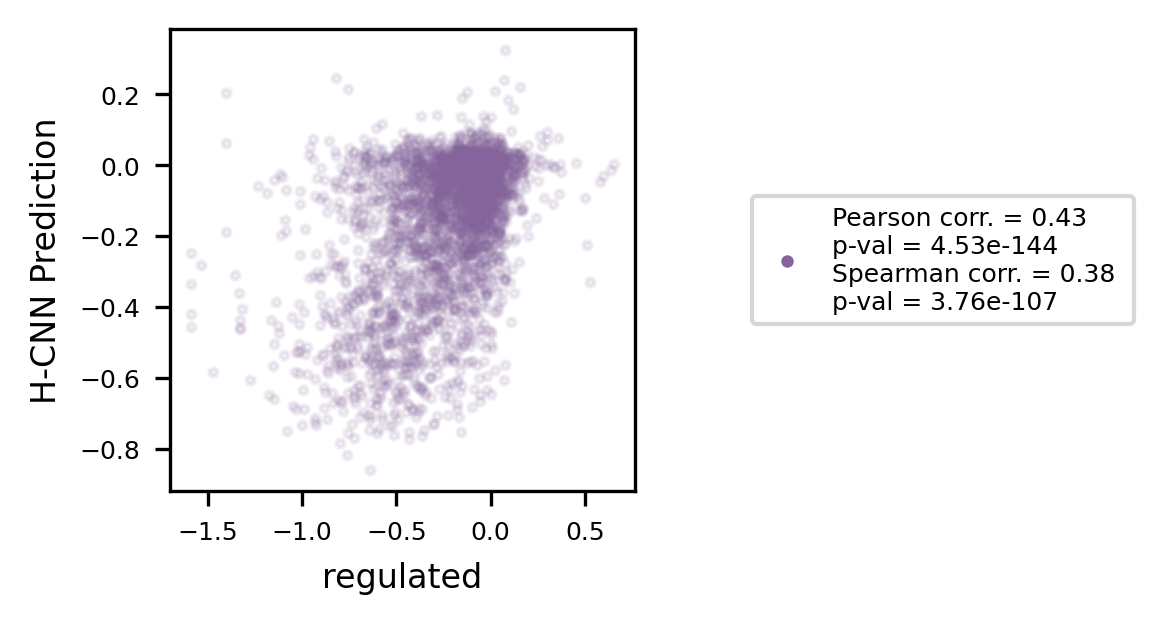 H-CNN Prediction
0.2
0.0
−0.2
−0.4
−0.6
−0.8
−1.5 −1.0 −0.5 0.0 0.5
regulated
Pearson corr. = 0.43
p-val = 4.53e-144
Spearman corr. = 0.38
p-val = 3.76e-107